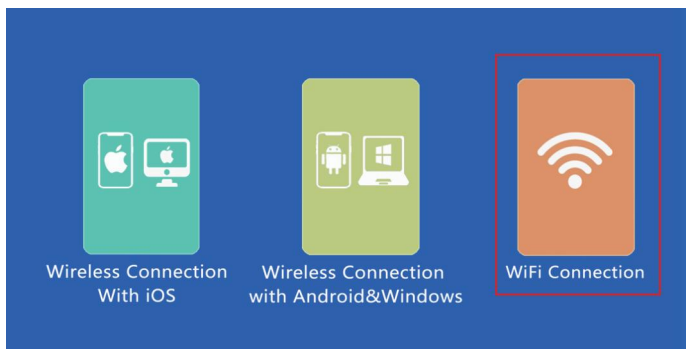 Wireless Connection
With iOS
Wireless Connection
with Android&Windows
WiFi Connection